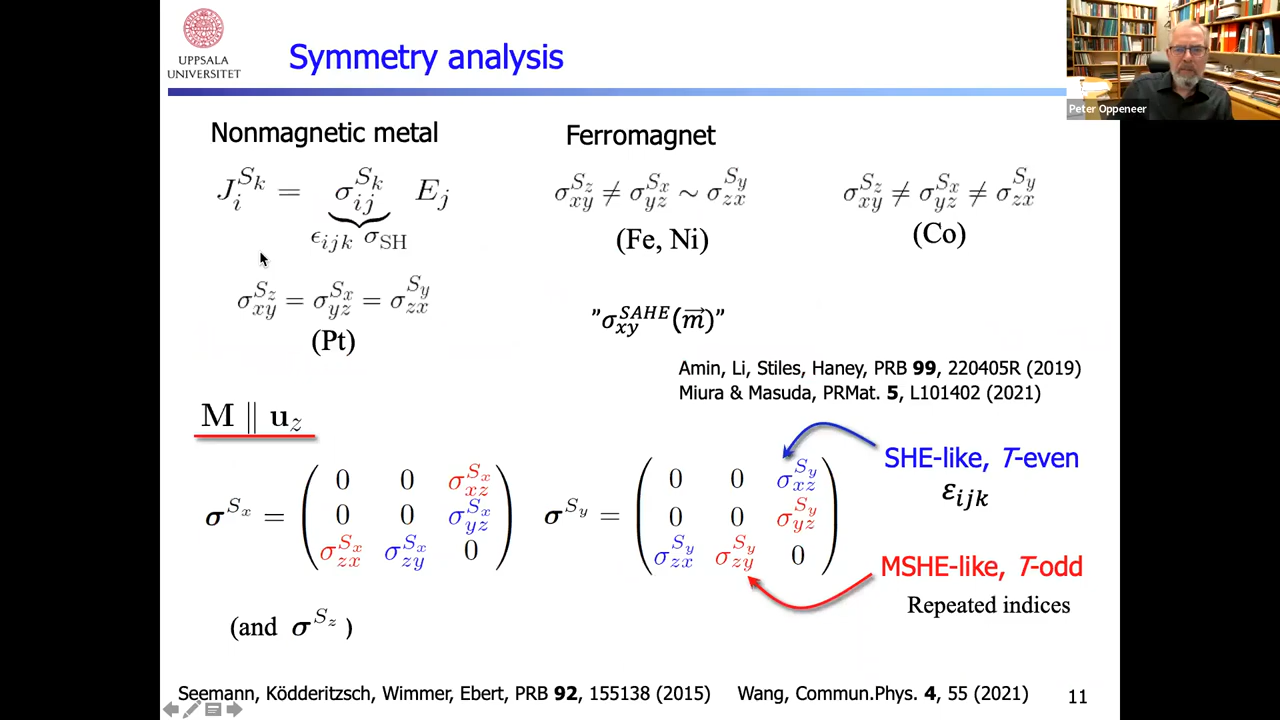 UPPSALA
UNIVERSITET
Symmetry analysis
Peter Oppeneer
Nonmagnetic metal
J_i^{S_k} = σ_{ij}^{S_k} E_j
ϵ_{ijk} σ_{SH}
σ_{xy}^{S_z} = σ_{yz}^{S_x} = σ_{zx}^{S_y}
(Pt)
Ferromagnet
σ_{xy}^{S_z} ≠ σ_{yz}^{S_x} ∼ σ_{zx}^{S_y}
(Fe, Ni)
σ_{xy}^{S_z} ≠ σ_{yz}^{S_x} ≠ σ_{zx}^{S_y}
(Co)
"σ_{xy}^{SAHE}(m⃗)"
Amin, Li, Stiles, Haney, PRB 99, 220405R (2019)
Miura & Masuda, PRMat. 5, L101402 (2021)
M ∥ u_z
σ^{S_x} = ( 0 0 σ_{xz}^{S_x}
0 0 σ_{yz}^{S_x}
σ_{zx}^{S_x} σ_{zy}^{S_x} 0 )
σ^{S_y} = ( 0 0 σ_{xz}^{S_y}
0 0 σ_{yz}^{S_y}
σ_{zx}^{S_y} σ_{zy}^{S_y} 0 )
SHE-like, T-even
ε_{ijk}
MSHE-like, T-odd
Repeated indices
(and σ^{S_z} )
Seemann, Ködderitzsch, Wimmer, Ebert, PRB 92, 155138 (2015)
Wang, Commun.Phys. 4, 55 (2021)
11